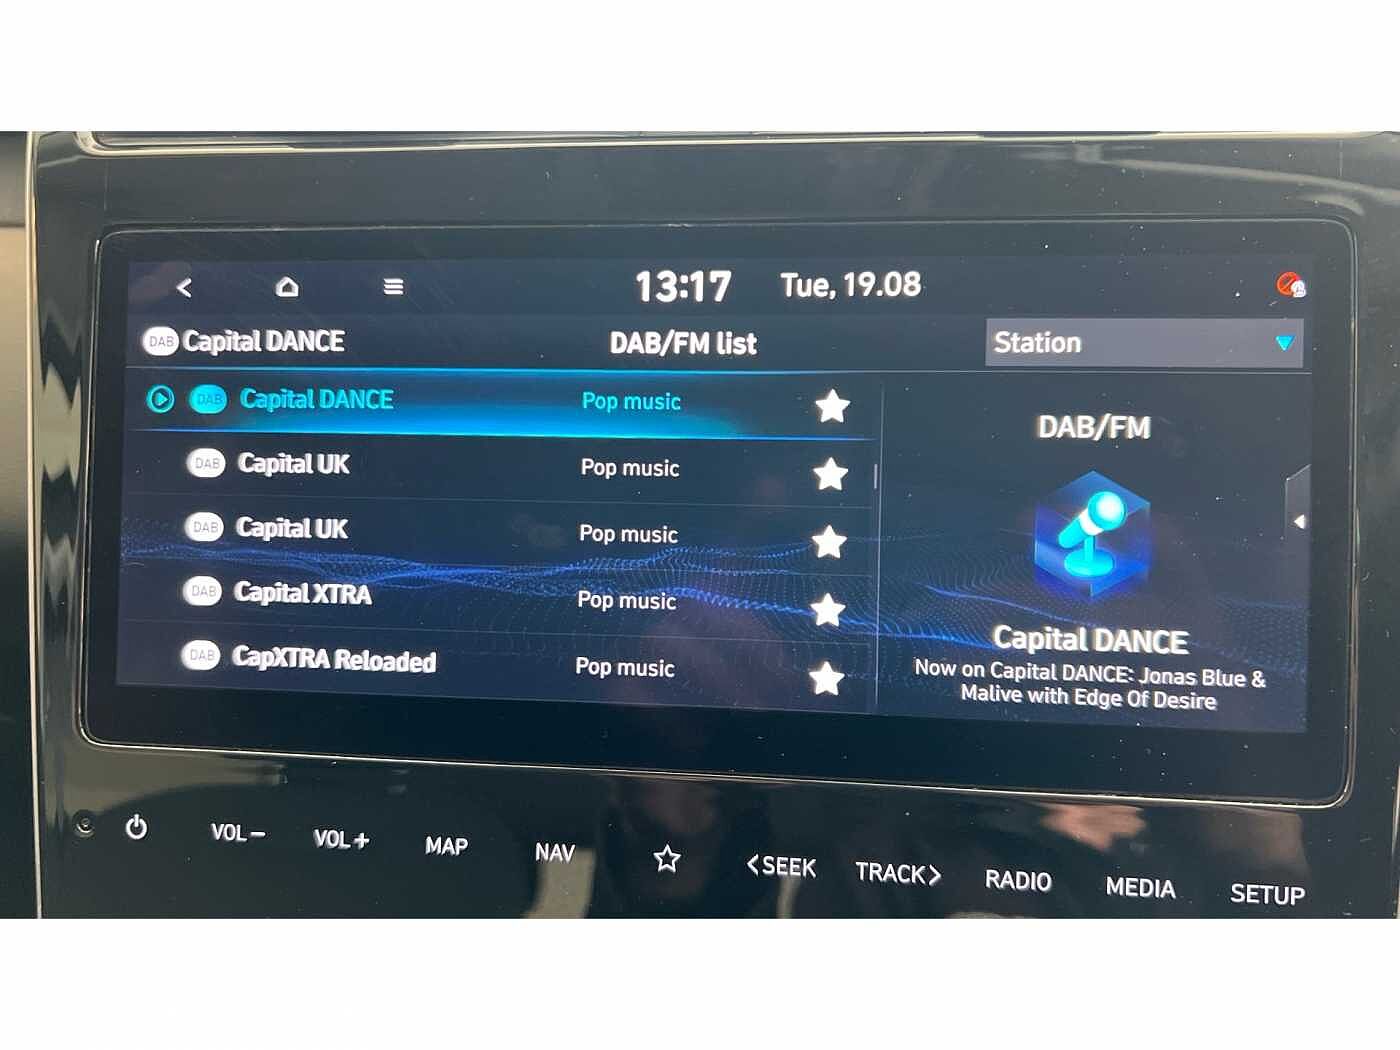 13:17 Tue, 19.08
DAB Capital DANCE DAB/FM list Station
DAB Capital DANCE Pop music
DAB Capital UK Pop music
DAB Capital UK Pop music
DAB Capital XTRA Pop music
DAB CapXTRA Reloaded Pop music
DAB/FM
Capital DANCE
Now on Capital DANCE: Jonas Blue &
Malive with Edge Of Desire
VOL− VOL+ MAP NAV <SEEK TRACK> RADIO MEDIA SETUP